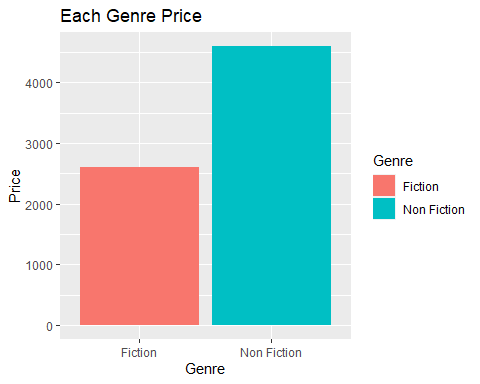 Each Genre Price
Price
4000
3000
2000
1000
0
Fiction
Non Fiction
Genre
Genre
Fiction
Non Fiction